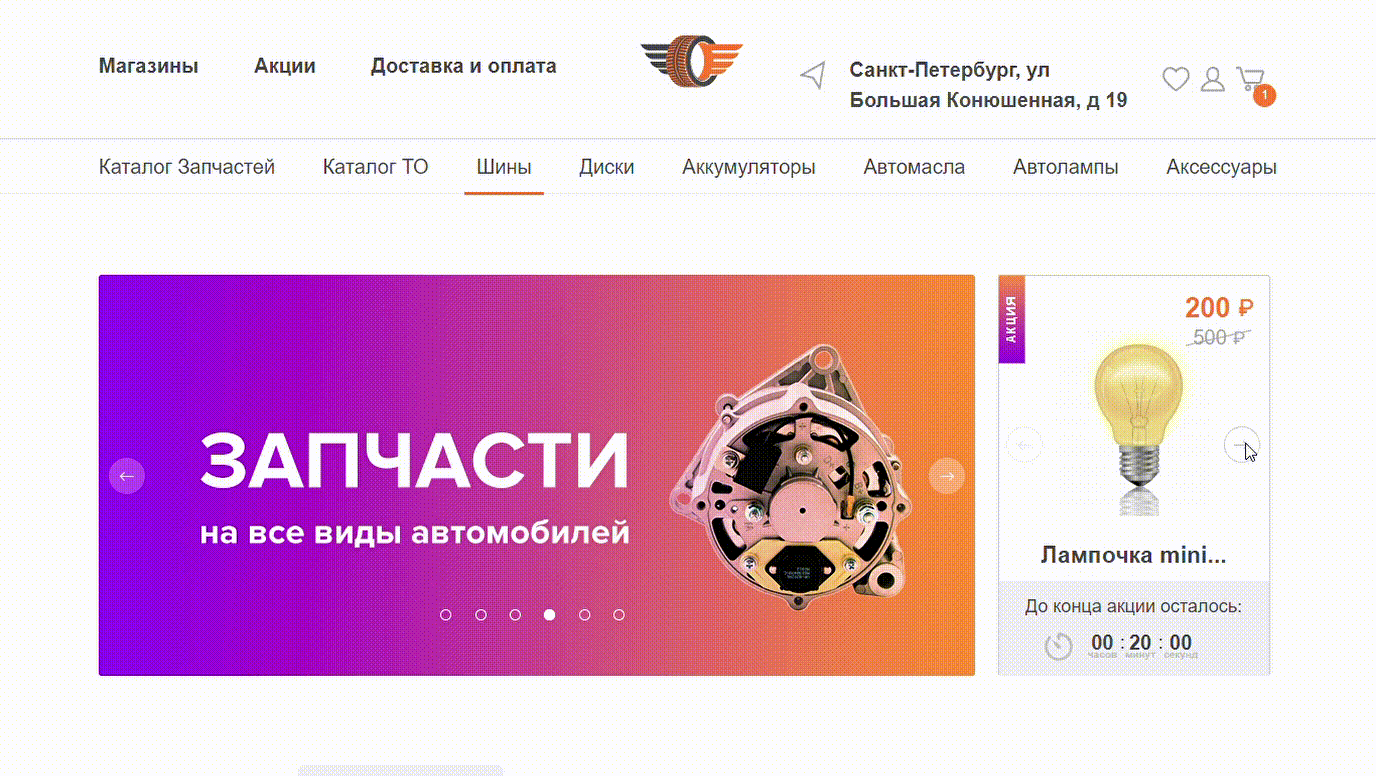 Магазины
Акции
Доставка и оплата
Санкт-Петербург, ул
Большая Конюшенная, д 19
1
Каталог Запчастей
Каталог ТО
Шины
Диски
Аккумуляторы
Автомасла
Автолампы
Аксессуары
ЗАПЧАСТИ
на все виды автомобилей
АКЦИЯ
200 ₽
500 ₽
Лампочка mini...
До конца акции осталось:
00 : 20 : 00
часов минут секунд